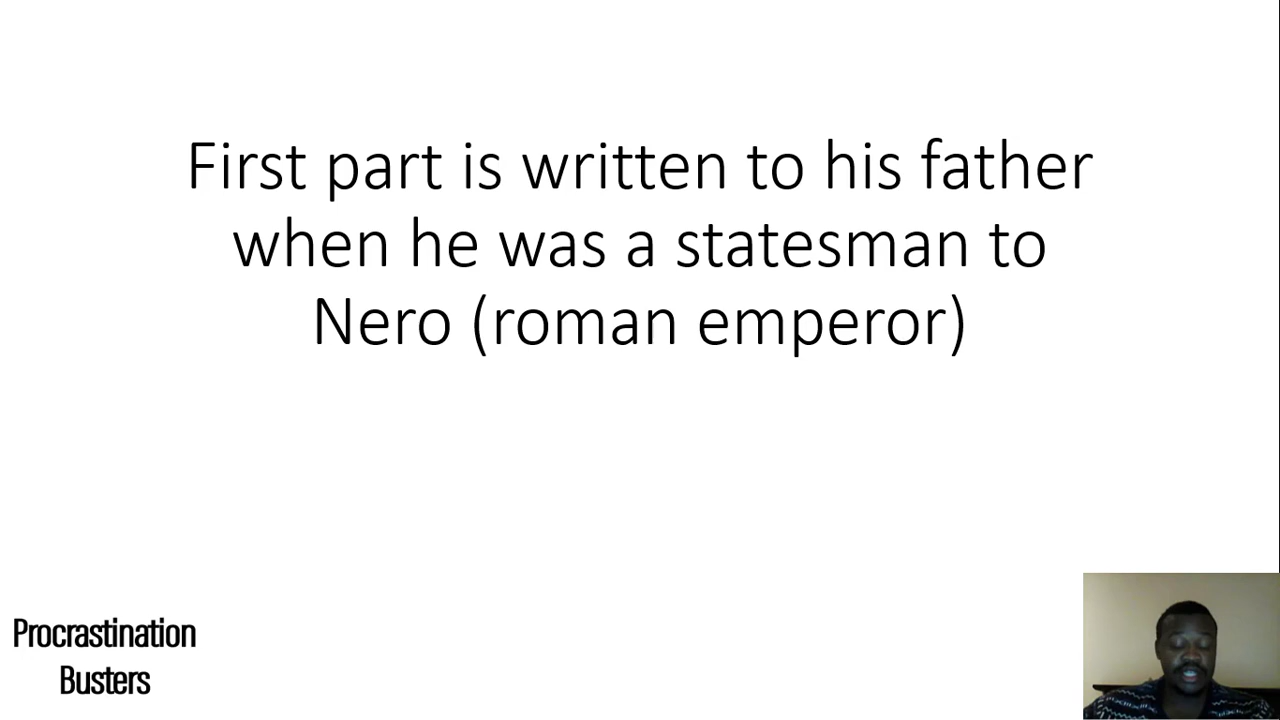 First part is written to his father
when he was a statesman to
Nero (roman emperor)
Procrastination
Busters